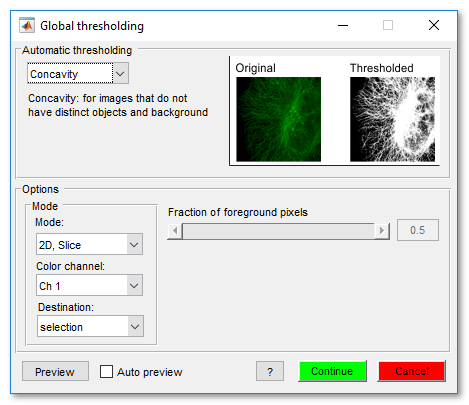 Global thresholding
Automatic thresholding
Concavity
Concavity: for images that do not
have distinct objects and background
Original
Thresholded
Options
Mode
Mode:
2D, Slice
Color channel:
Ch 1
Destination:
selection
Fraction of foreground pixels
0.5
Preview
Auto preview
?
Continue
Cancel